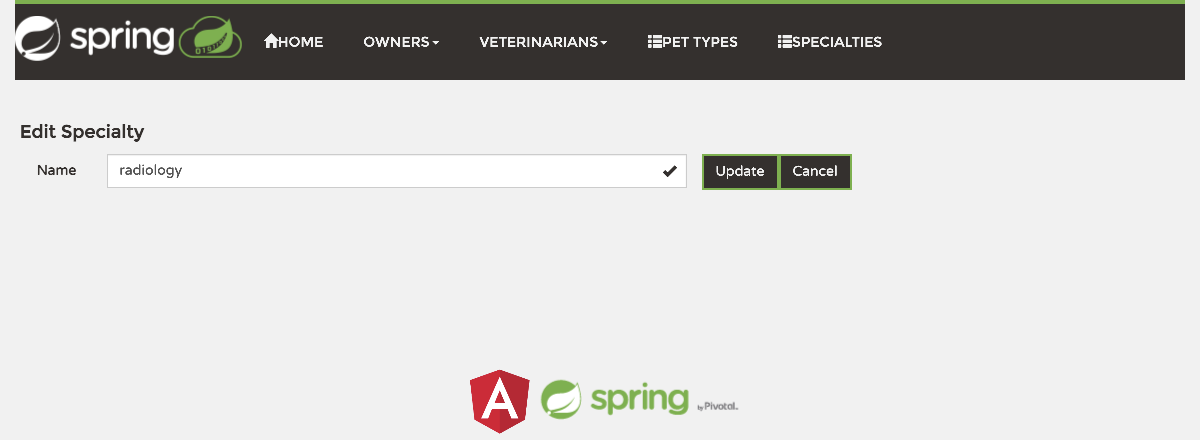 spring
HOME
OWNERS
VETERINARIANS
PET TYPES
SPECIALTIES
Edit Specialty
Name
radiology
Update
Cancel
A
spring
by Pivotal.